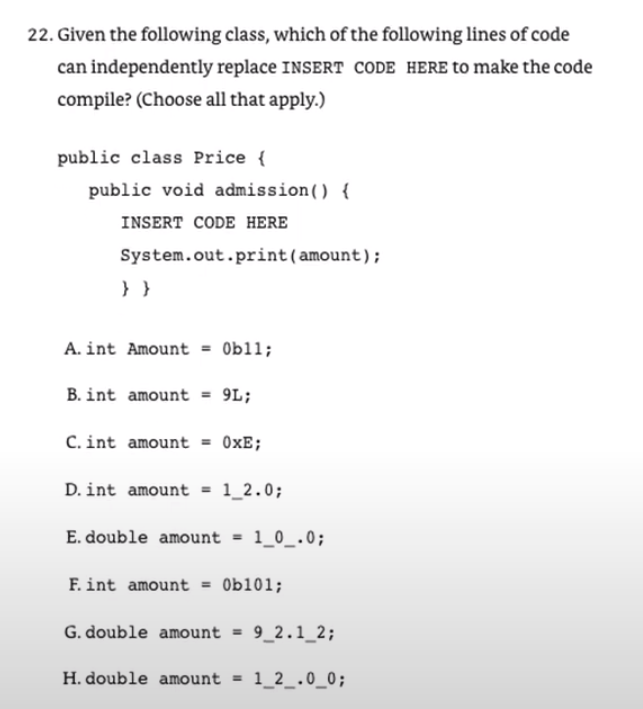 22. Given the following class, which of the following lines of code
can independently replace INSERT CODE HERE to make the code
compile? (Choose all that apply.)
public class Price {
public void admission() {
INSERT CODE HERE
System.out.print(amount);
} }
A. int Amount = 0b11;
B. int amount = 9L;
C. int amount = 0xE;
D. int amount = 1_2.0;
E. double amount = 1_0_.0;
F. int amount = 0b101;
G. double amount = 9_2.1_2;
H. double amount = 1_2_.0_0;